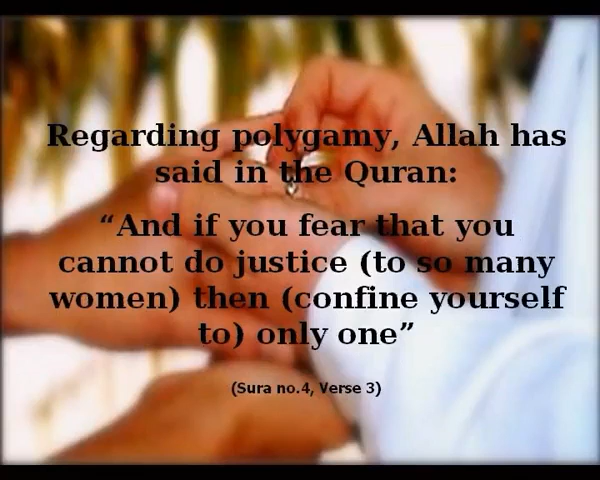 Regarding polygamy, Allah has
said in the Quran:
“And if you fear that you
cannot do justice (to so many
women) then (confine yourself
to) only one”
(Sura no.4, Verse 3)